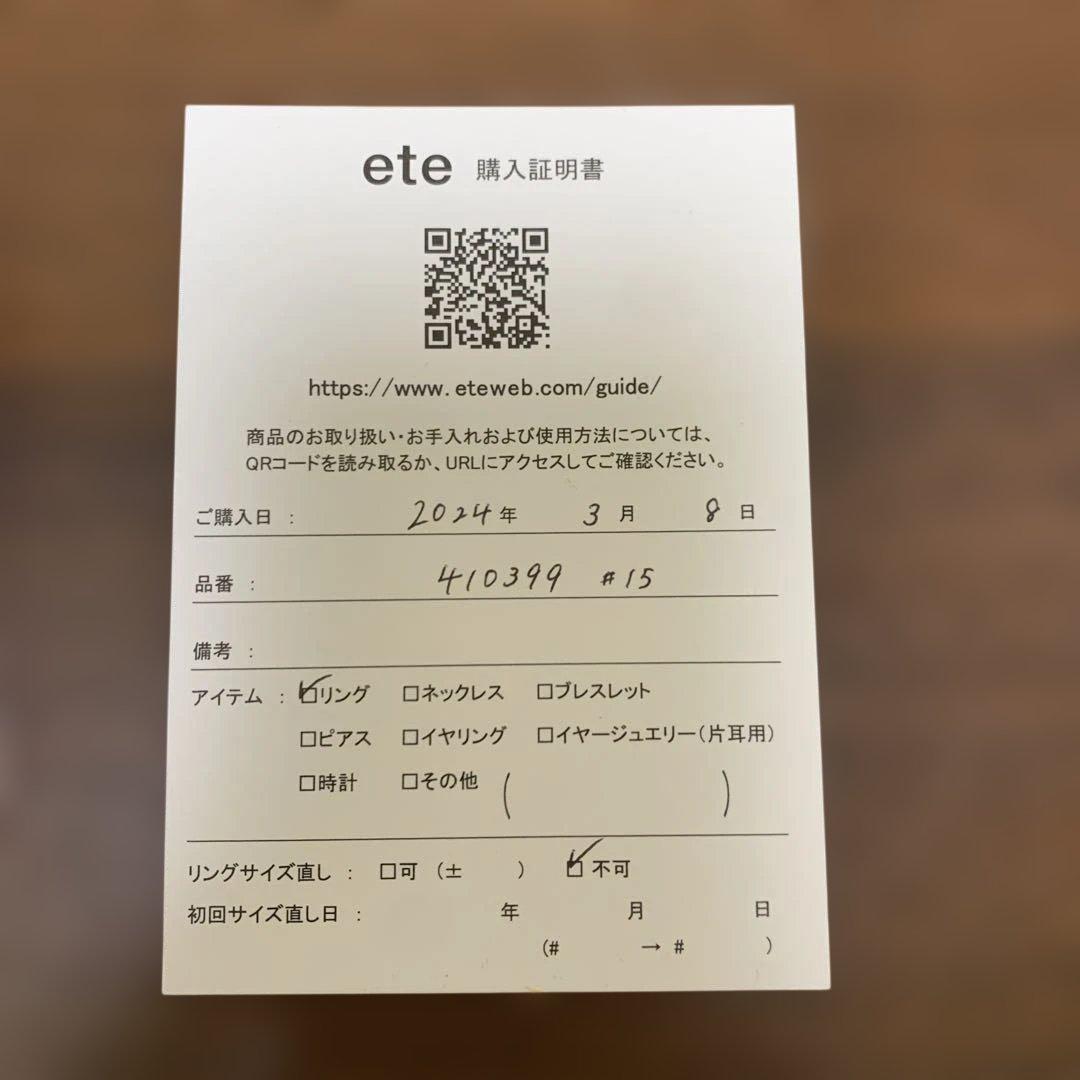 ete 購入証明書
https://www.eteweb.com/guide/
商品のお取り扱い・お手入れおよび使用方法については、
QRコードを読み取るか、URLにアクセスしてご確認ください。
ご購入日 : 2024年 3月 8日
品番 : 410399 #15
備考 :
アイテム : ☑リング □ネックレス □ブレスレット
□ピアス □イヤリング □イヤージュエリー(片耳用)
□時計 □その他 ( )
リングサイズ直し : □可 (± ) ☑不可
初回サイズ直し日 : 年 月 日
(# → # )